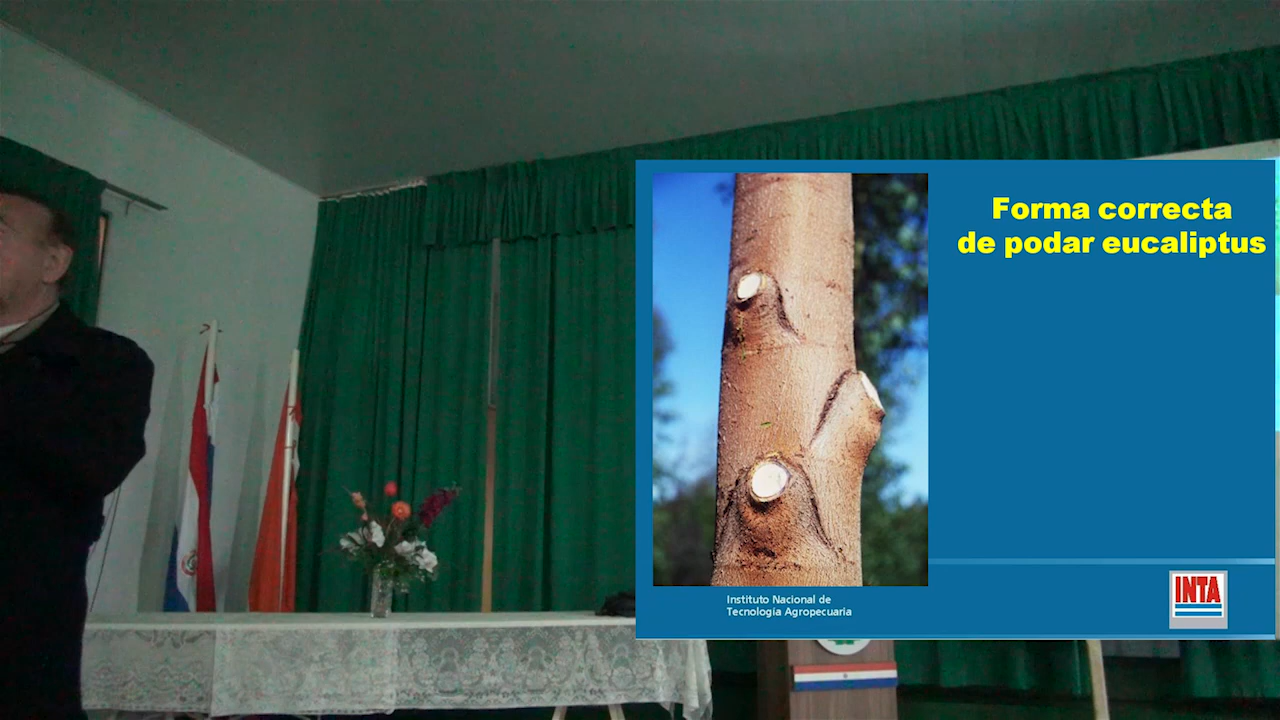 Forma correcta
de podar eucaliptus
Instituto Nacional de
Tecnología Agropecuaria
INTA